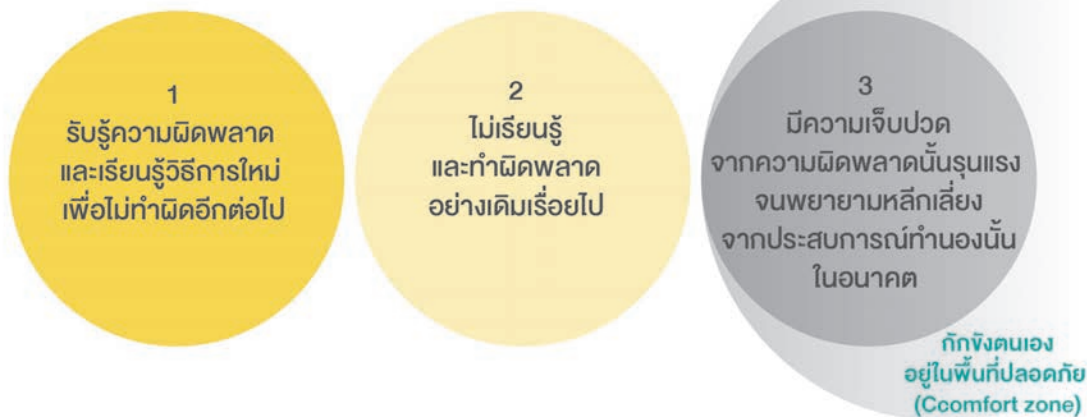 1
รับรู้ความผิดพลาด
และเรียนรู้วิธีการใหม่
เพื่อไม่ทำผิดอีกต่อไป
2
ไม่เรียนรู้
และทำผิดพลาด
อย่างเดิมเรื่อยไป
3
มีความเจ็บปวด
จากความผิดพลาดนั้นรุนแรง
จนพยายามหลีกเลี่ยง
จากประสบการณ์ทำนองนั้น
ในอนาคต
กักขังตนเอง
อยู่ในพื้นที่ปลอดภัย
(Ccomfort zone)